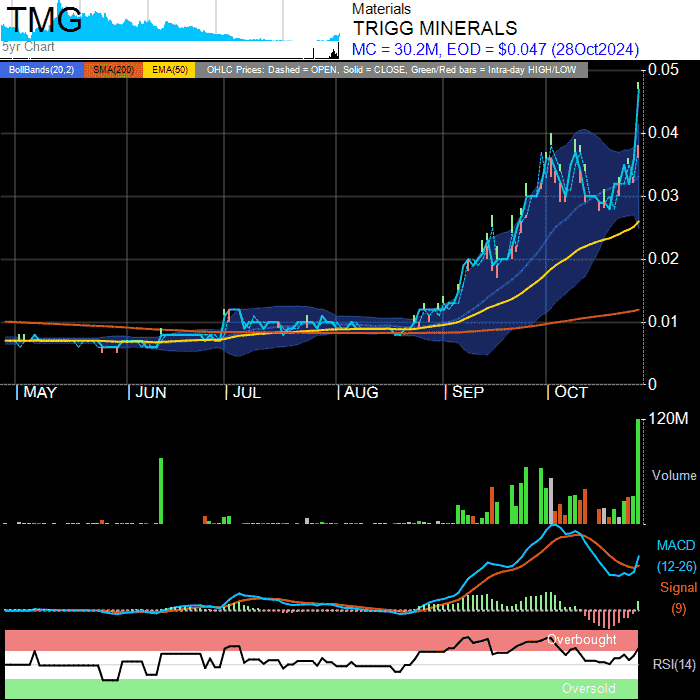 TMG
5yr Chart
Materials
TRIGG MINERALS
MC = 30.2M, EOD = $0.047 (28Oct2024)
BollBands(20,2) SMA(200) EMA(50) OHLC Prices: Dashed = OPEN, Solid = CLOSE, Green/Red bars = Intra-day HIGH/LOW
0.05
0.04
0.03
0.02
0.01
0
| MAY | JUN | JUL | AUG | SEP | OCT
120M
Volume
MACD
(12-26)
Signal
(9)
Overbought
RSI(14)
Oversold